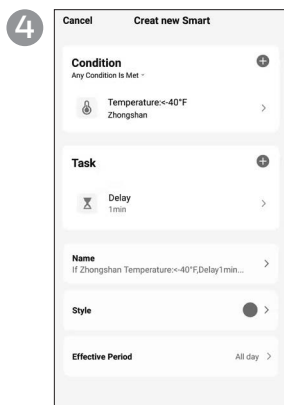 4
Cancel Creat new Smart
Condition
Any Condition Is Met
Temperature:<-40°F
Zhongshan
Task
Delay
1min
Name
If Zhongshan Temperature:<-40°F,Delay1min...
Style
Effective Period All day